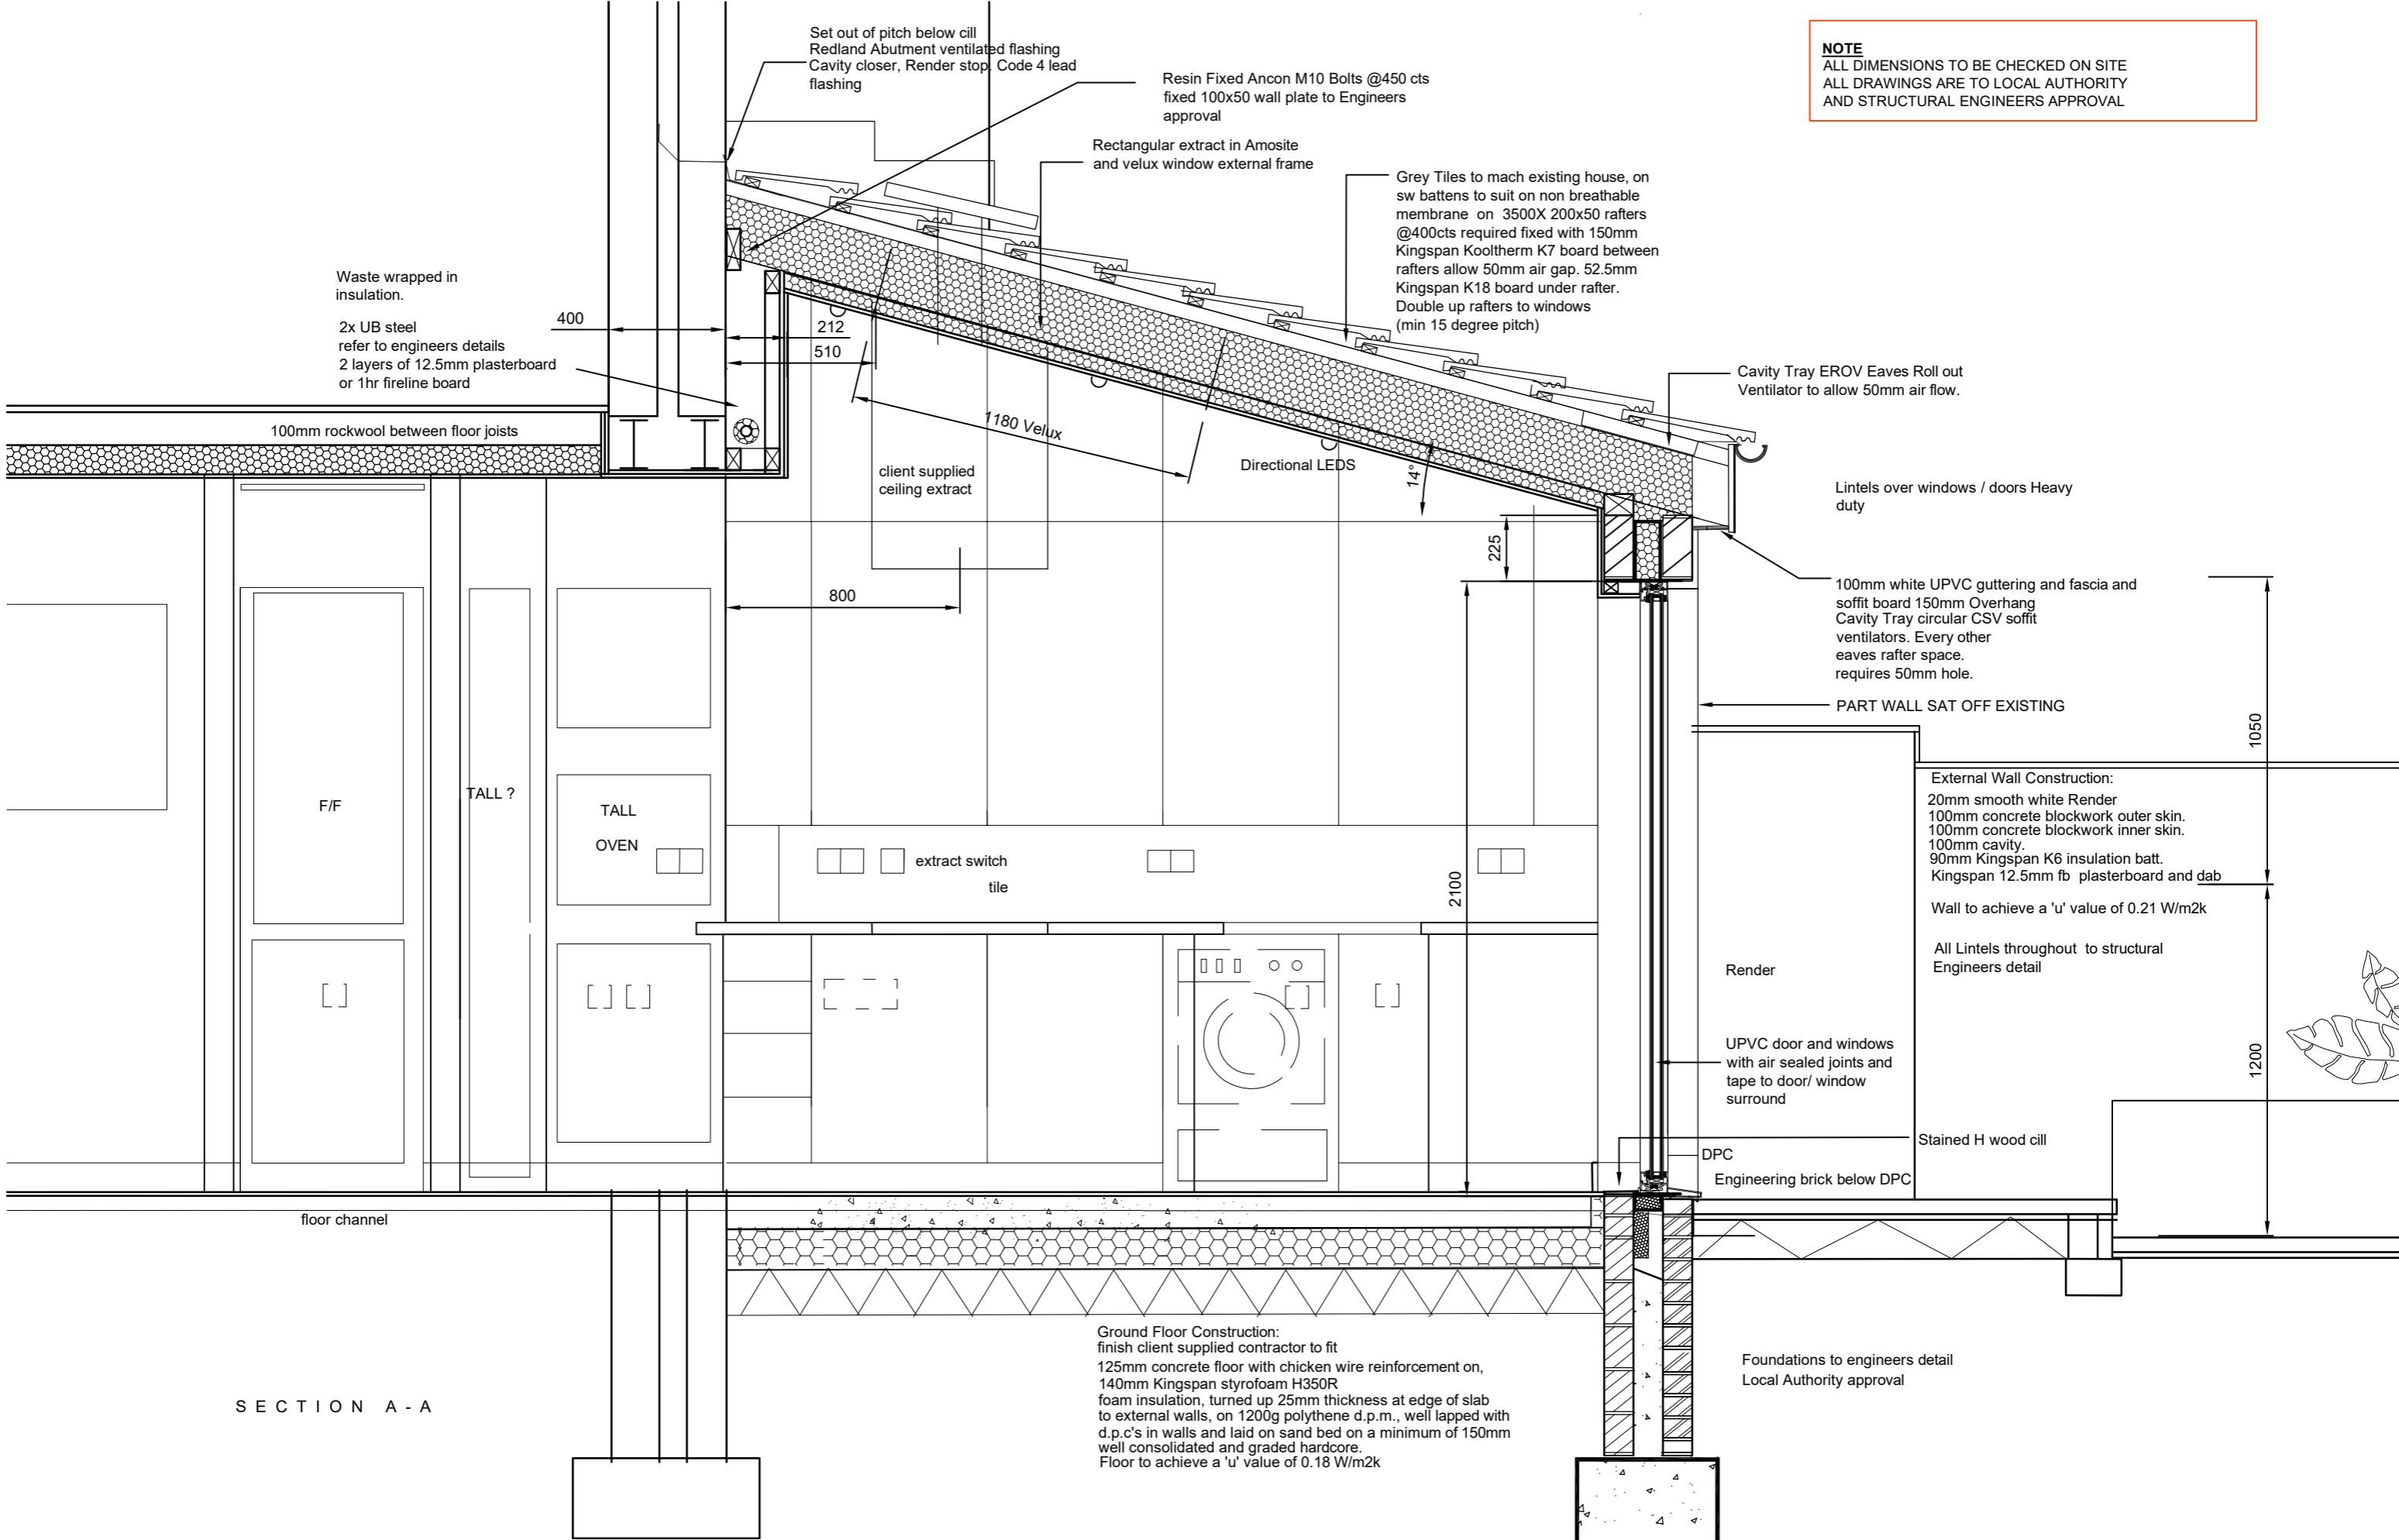 Set out of pitch below cill
Redland Abutment ventilated flashing
Cavity closer, Render stop. Code 4 lead
flashing
Resin Fixed Ancon M10 Bolts @450 cts
fixed 100x50 wall plate to Engineers
approval
NOTE
ALL DIMENSIONS TO BE CHECKED ON SITE
ALL DRAWINGS ARE TO LOCAL AUTHORITY
AND STRUCTURAL ENGINEERS APPROVAL
Rectangular extract in Amosite
and velux window external frame
Grey Tiles to mach existing house, on
sw battens to suit on non breathable
membrane on 3500X 200x50 rafters
@400cts required fixed with 150mm
Kingspan Kooltherm K7 board between
rafters allow 50mm air gap. 52.5mm
Kingspan K18 board under rafter.
Double up rafters to windows
(min 15 degree pitch)
Waste wrapped in
insulation.
2x UB steel
refer to engineers details
2 layers of 12.5mm plasterboard
or 1hr fireline board
400
212
510
Cavity Tray EROV Eaves Roll out
Ventilator to allow 50mm air flow.
100mm rockwool between floor joists
1180 Velux
client supplied
ceiling extract
Directional LEDS
14°
Lintels over windows / doors Heavy
duty
225
800
100mm white UPVC guttering and fascia and
soffit board 150mm Overhang
Cavity Tray circular CSV soffit
ventilators. Every other
eaves rafter space.
requires 50mm hole.
PART WALL SAT OFF EXISTING
1050
External Wall Construction:
20mm smooth white Render
100mm concrete blockwork outer skin.
100mm concrete blockwork inner skin.
100mm cavity.
90mm Kingspan K6 insulation batt.
Kingspan 12.5mm fb plasterboard and dab
Wall to achieve a 'u' value of 0.21 W/m2k
All Lintels throughout to structural
Engineers detail
F/F
TALL ?
TALL
OVEN
extract switch
tile
2100
Render
UPVC door and windows
with air sealed joints and
tape to door/ window
surround
1200
Stained H wood cill
DPC
Engineering brick below DPC
floor channel
Ground Floor Construction:
finish client supplied contractor to fit
125mm concrete floor with chicken wire reinforcement on,
140mm Kingspan styrofoam H350R
foam insulation, turned up 25mm thickness at edge of slab
to external walls, on 1200g polythene d.p.m., well lapped with
d.p.c's in walls and laid on sand bed on a minimum of 150mm
well consolidated and graded hardcore.
Floor to achieve a 'u' value of 0.18 W/m2k
Foundations to engineers detail
Local Authority approval
SECTION A-A